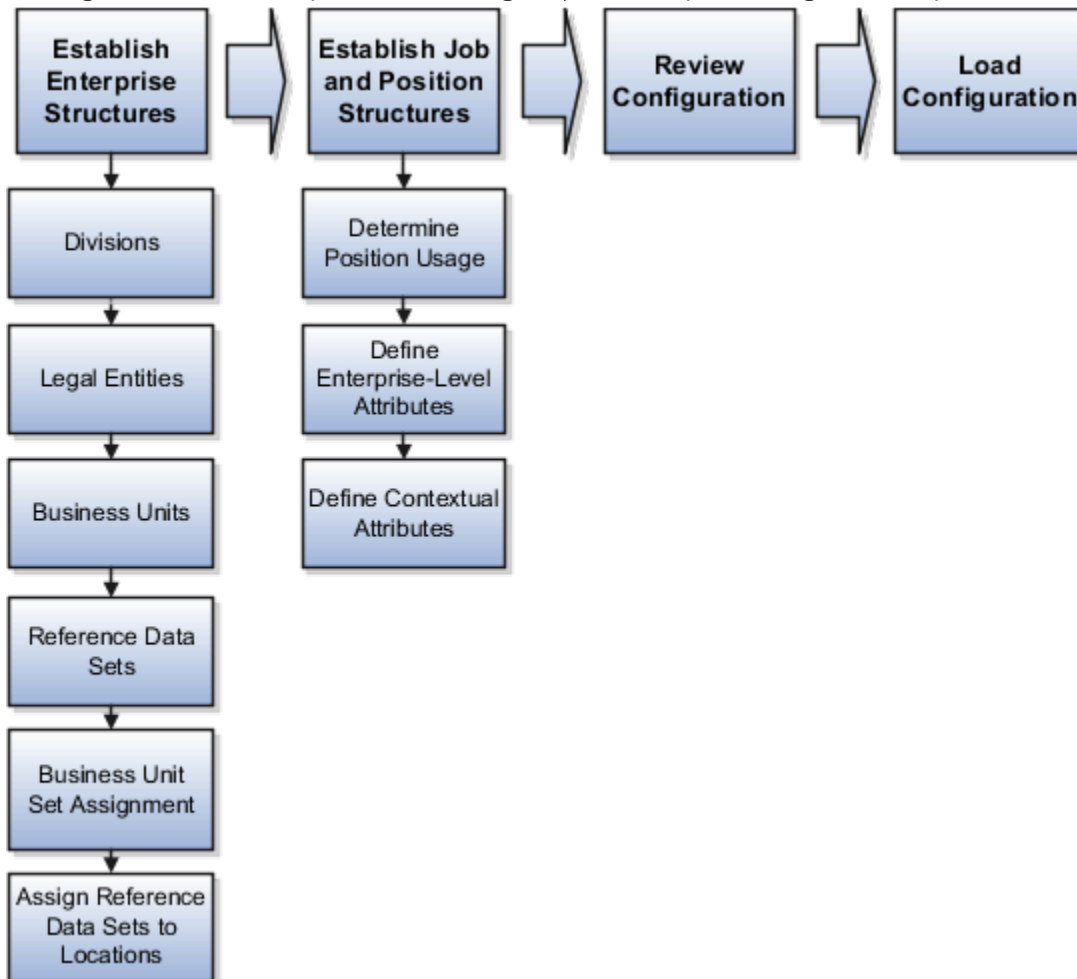 Establish
Enterprise
Structures
Establish Job
and Position
Structures
Review
Configuration
Load
Configuration
Divisions
Legal Entities
Business Units
Reference Data
Sets
Business Unit
Set Assignment
Assign Reference
Data Sets to
Locations
Determine
Position Usage
Define
Enterprise-Level
Attributes
Define Contextual
Attributes